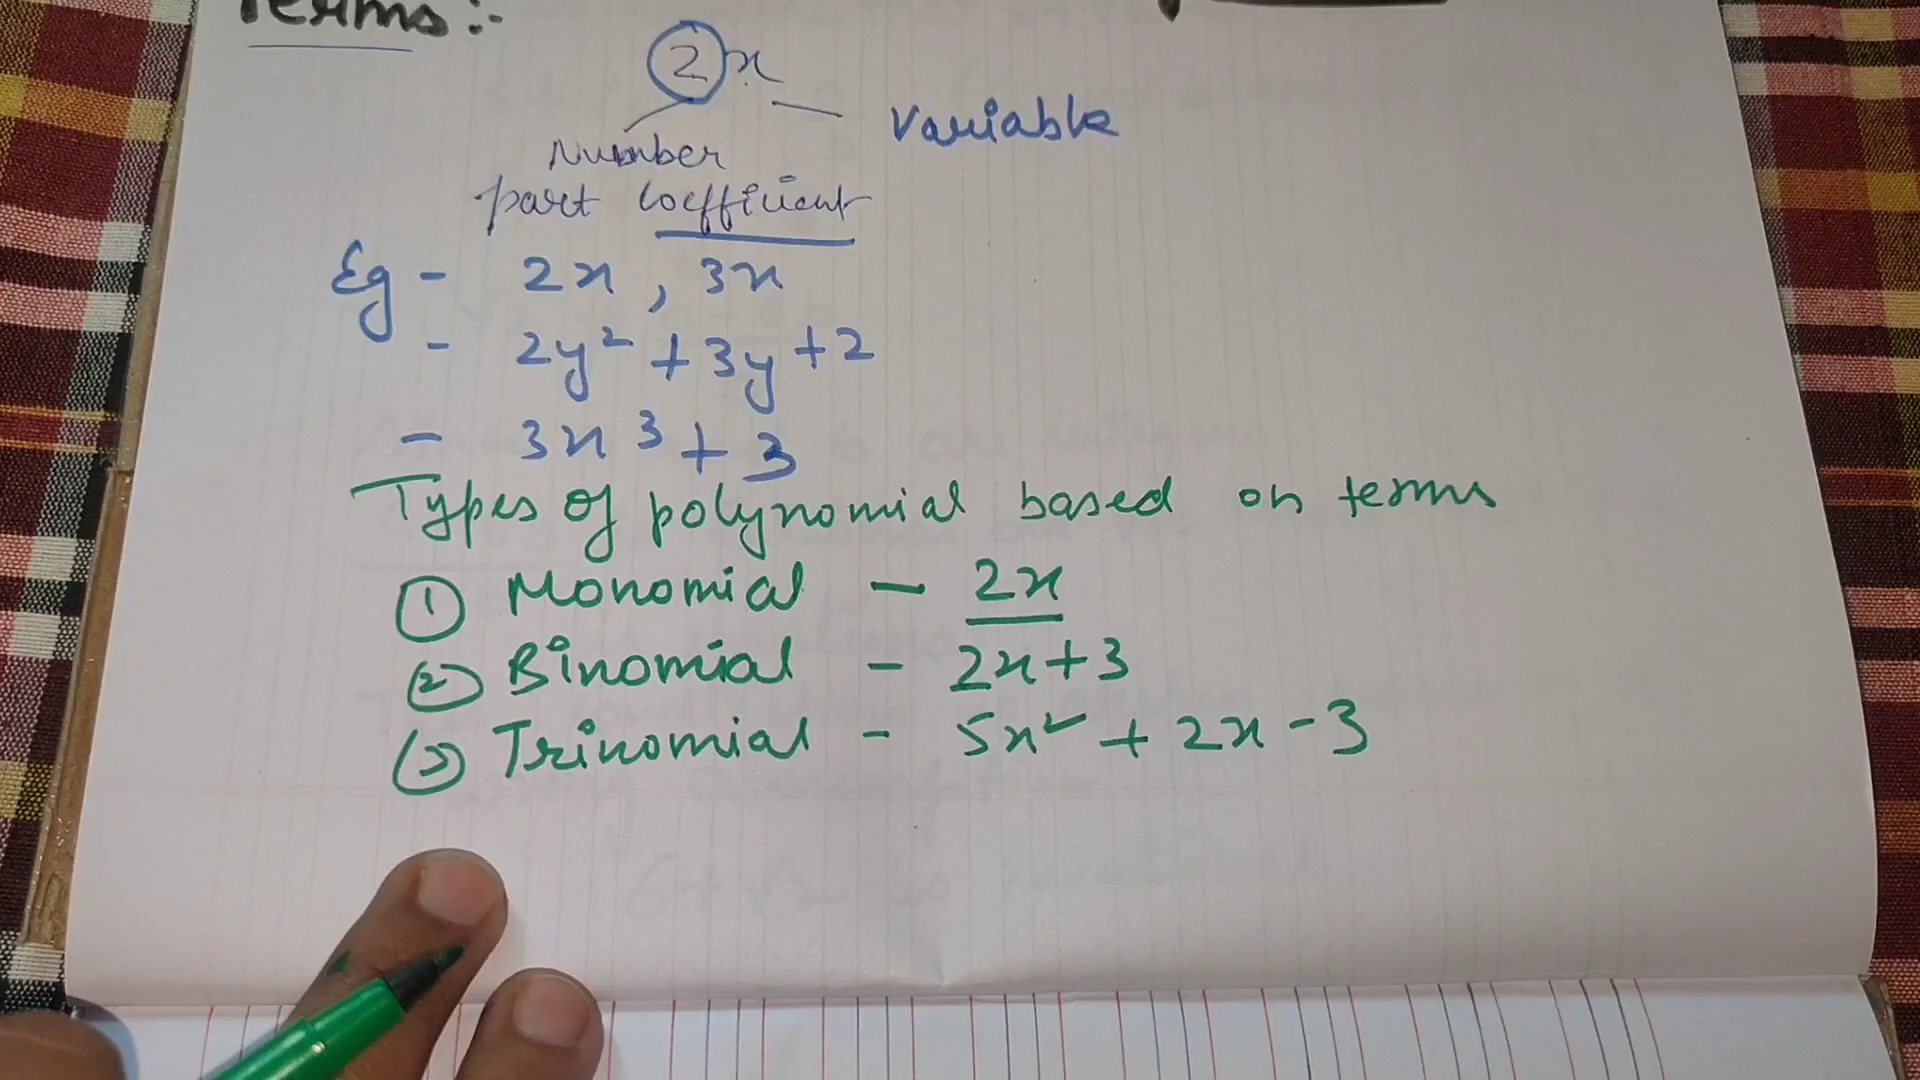 Terms :-
2x
Variable
Number
part coefficient
Eg - 2x , 3x
- 2y² + 3y + 2
- 3x³ + 3
Types of polynomial based on terms
① Monomial - 2x
② Binomial - 2x + 3
③ Trinomial - 5x² + 2x - 3